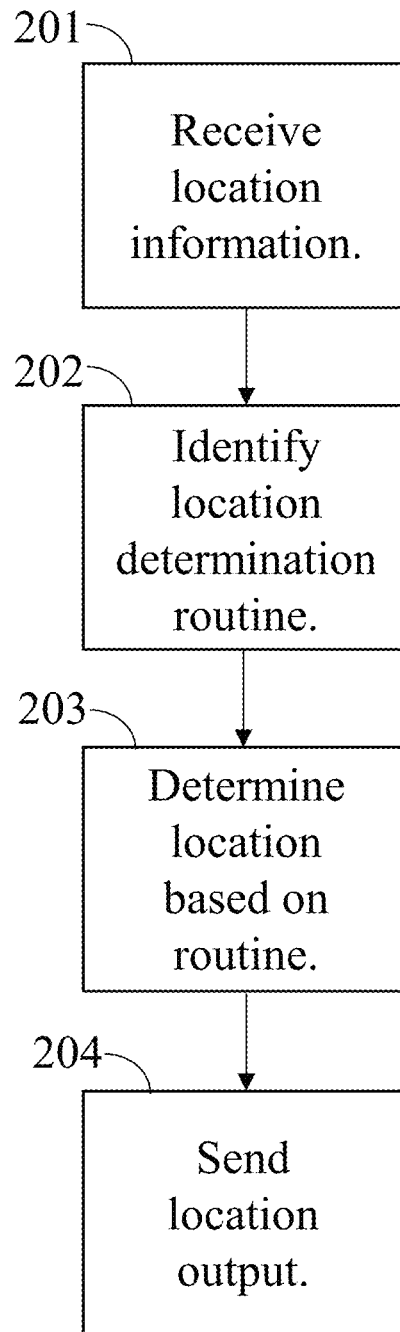 201
Receive
location
information.
202
Identify
location
determination
routine.
203
Determine
location
based on
routine.
204
Send
location
output.